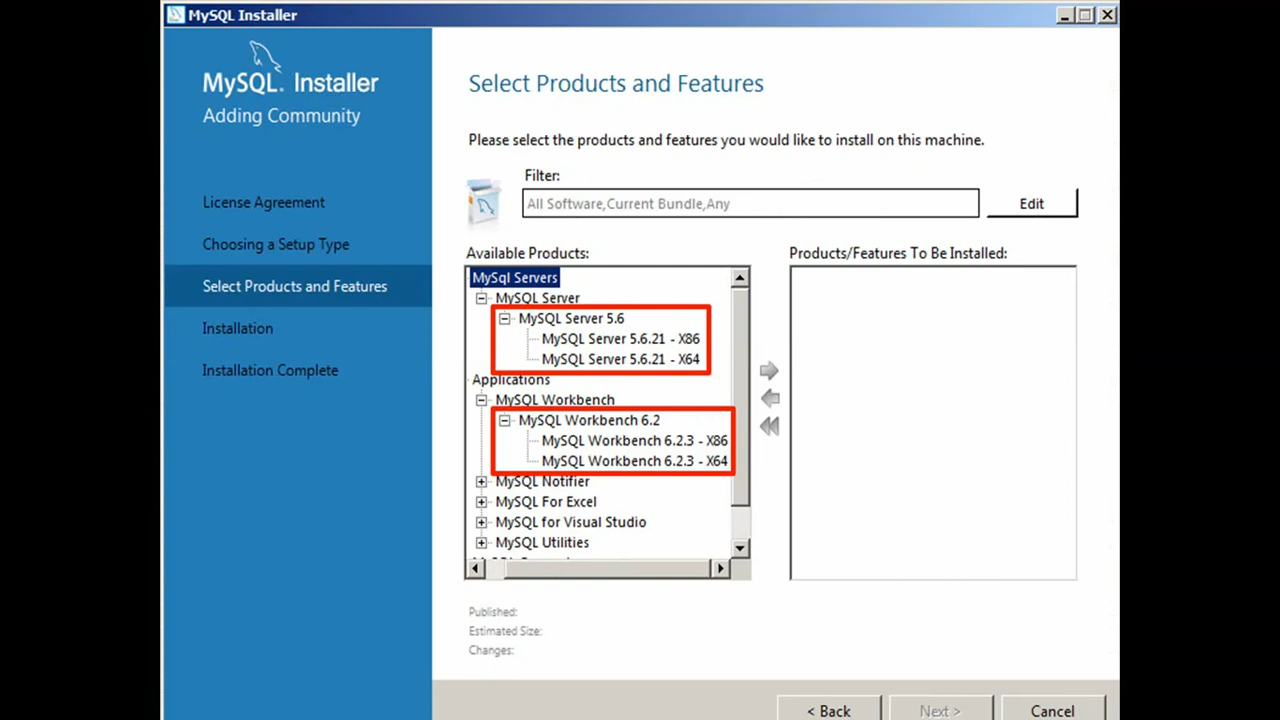 MySQL Installer
MySQL. Installer
Adding Community
License Agreement
Choosing a Setup Type
Select Products and Features
Installation
Installation Complete
Select Products and Features
Please select the products and features you would like to install on this machine.
Filter:
All Software,Current Bundle,Any
Edit
Available Products:
MySql Servers
MySQL Server
MySQL Server 5.6
MySQL Server 5.6.21 - X86
MySQL Server 5.6.21 - X64
Applications
MySQL Workbench
MySQL Workbench 6.2
MySQL Workbench 6.2.3 - X86
MySQL Workbench 6.2.3 - X64
MySQL Notifier
MySQL For Excel
MySQL for Visual Studio
MySQL Utilities
Products/Features To Be Installed:
Published:
Estimated Size:
Changes:
< Back
Next >
Cancel